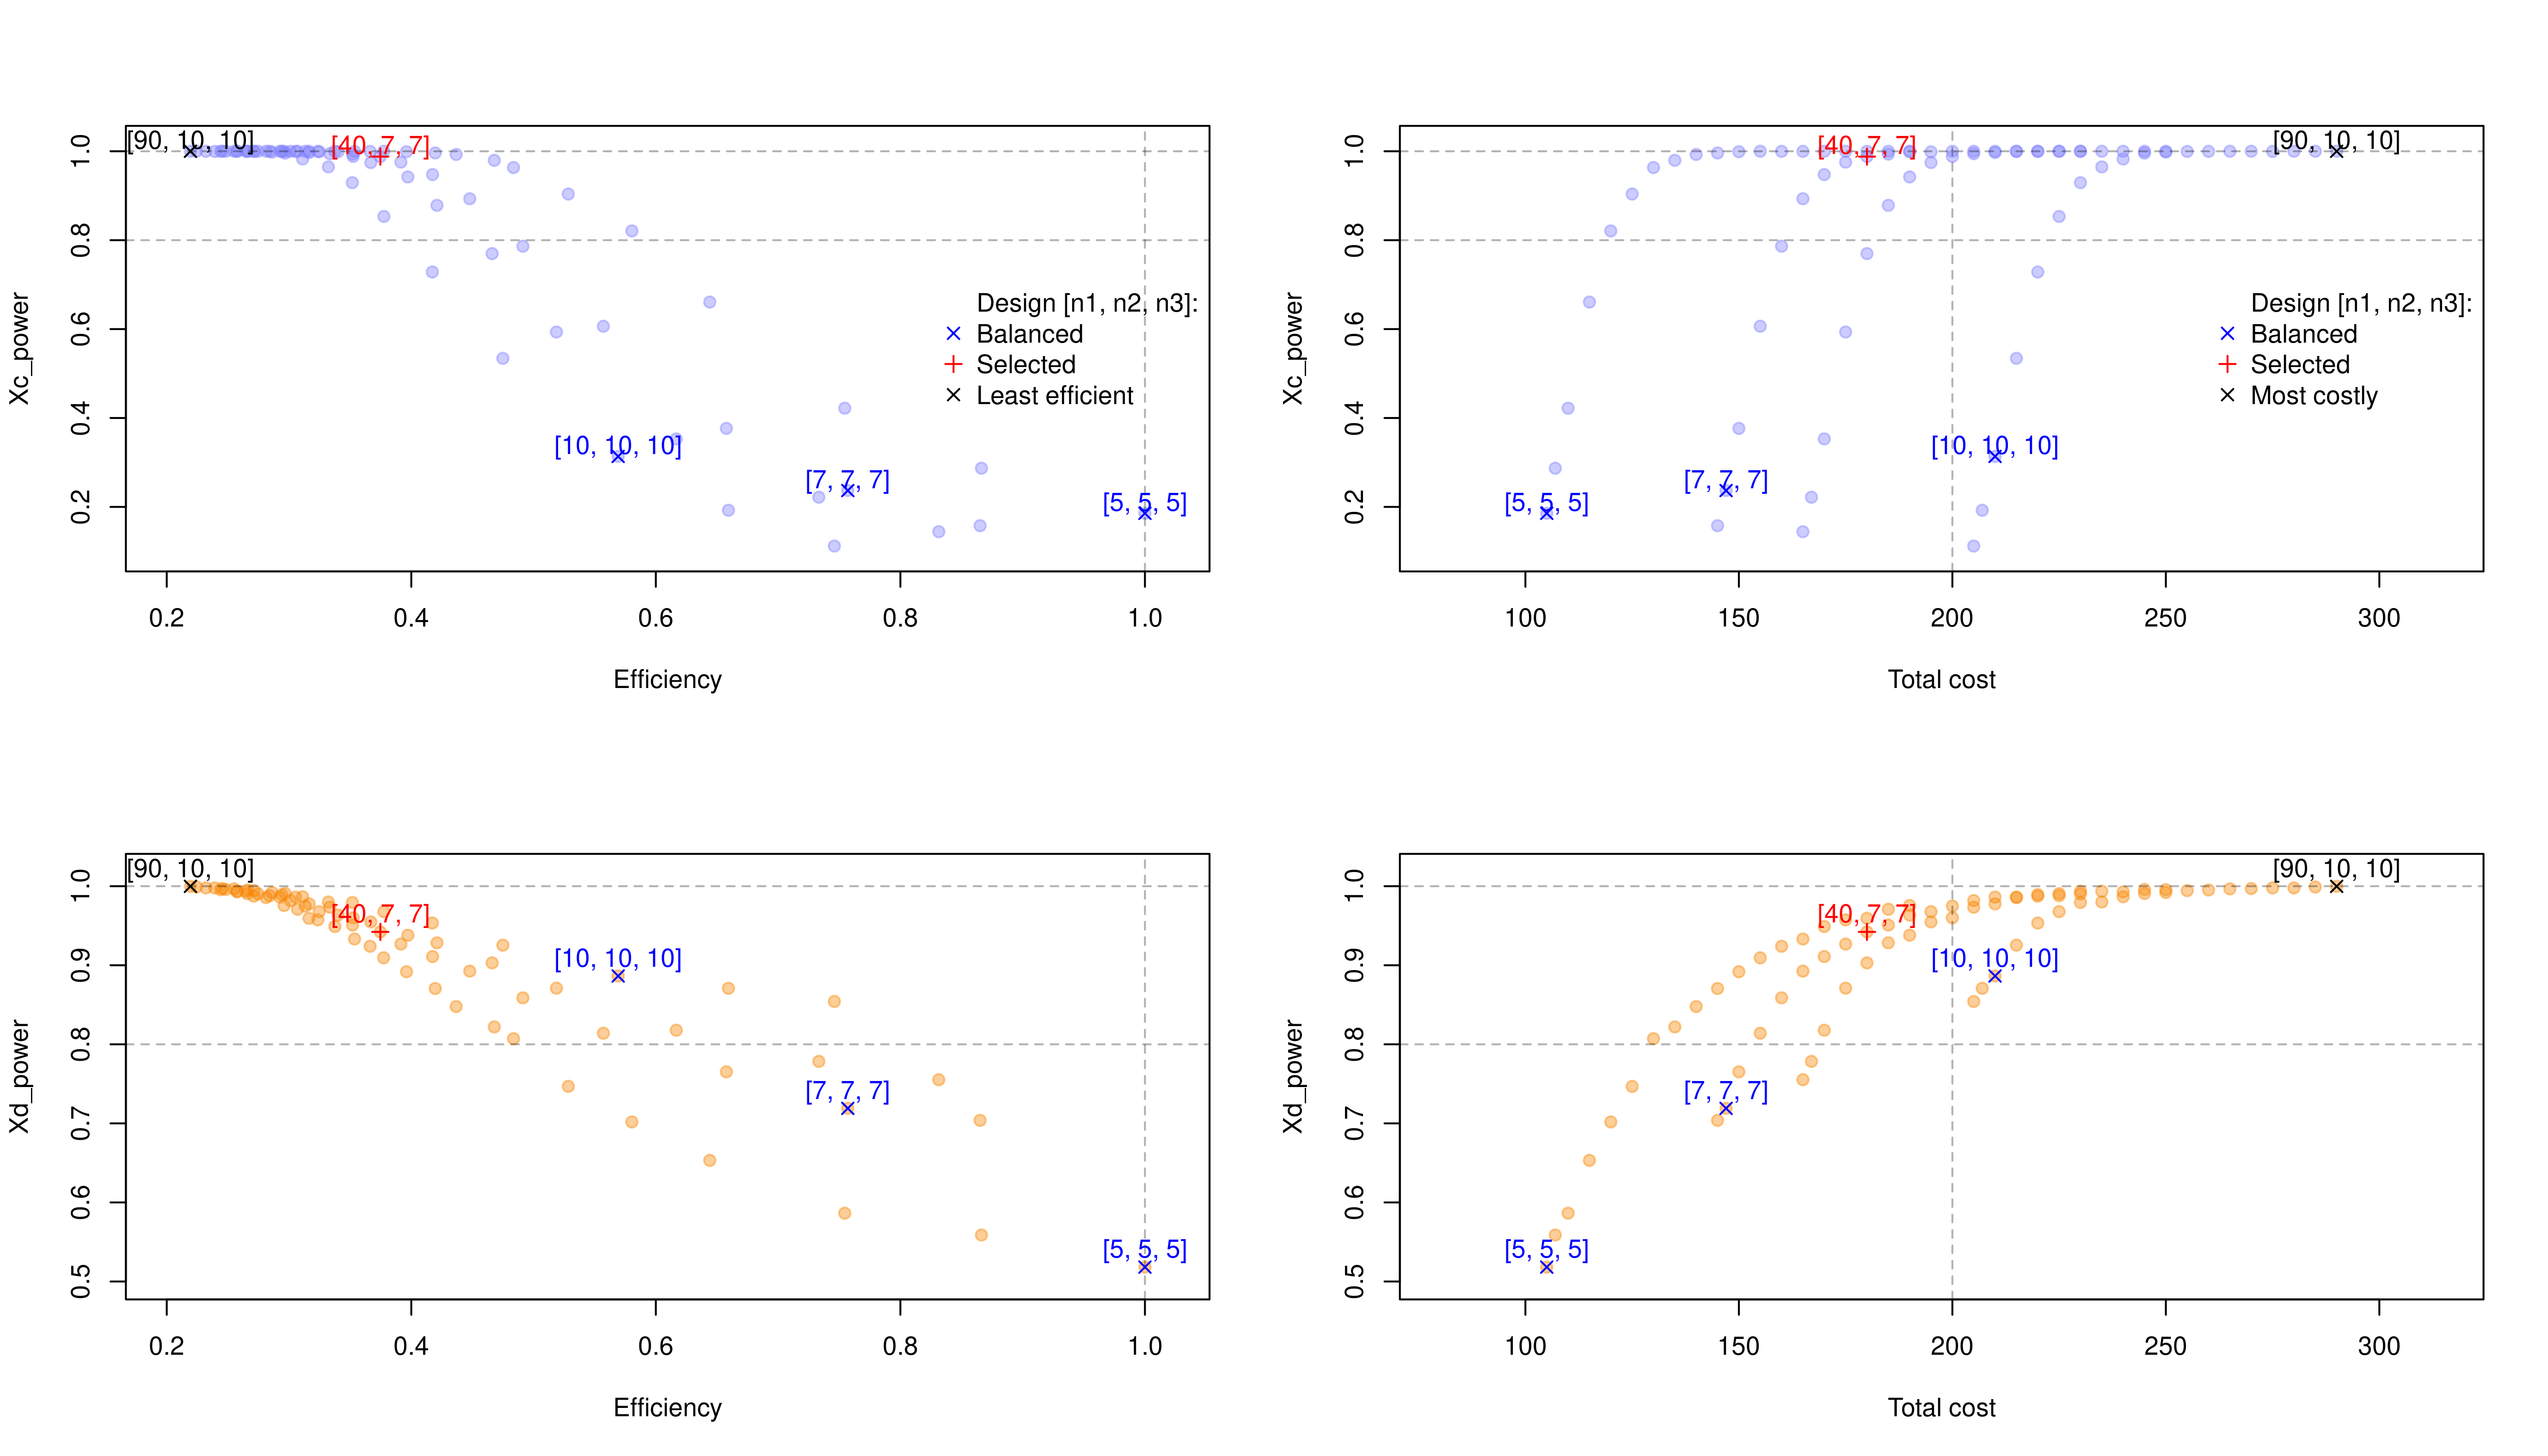 [90, 10, 10]
[40, 7, 7]
[10, 10, 10]
[7, 7, 7]
[5, 5, 5]
Design [n1, n2, n3]:
Balanced
Selected
Least efficient
Xc_power
1.0
0.8
0.6
0.4
0.2
0.2 0.4 0.6 0.8 1.0
Efficiency
[40, 7, 7]
[90, 10, 10]
[10, 10, 10]
[7, 7, 7]
[5, 5, 5]
Design [n1, n2, n3]:
Balanced
Selected
Most costly
Xc_power
1.0
0.8
0.6
0.4
0.2
100 150 200 250 300
Total cost
[90, 10, 10]
[40, 7, 7]
[10, 10, 10]
[7, 7, 7]
[5, 5, 5]
Xd_power
1.0
0.9
0.8
0.7
0.6
0.5
0.2 0.4 0.6 0.8 1.0
Efficiency
[90, 10, 10]
[40, 7, 7]
[10, 10, 10]
[7, 7, 7]
[5, 5, 5]
Xd_power
1.0
0.9
0.8
0.7
0.6
0.5
100 150 200 250 300
Total cost